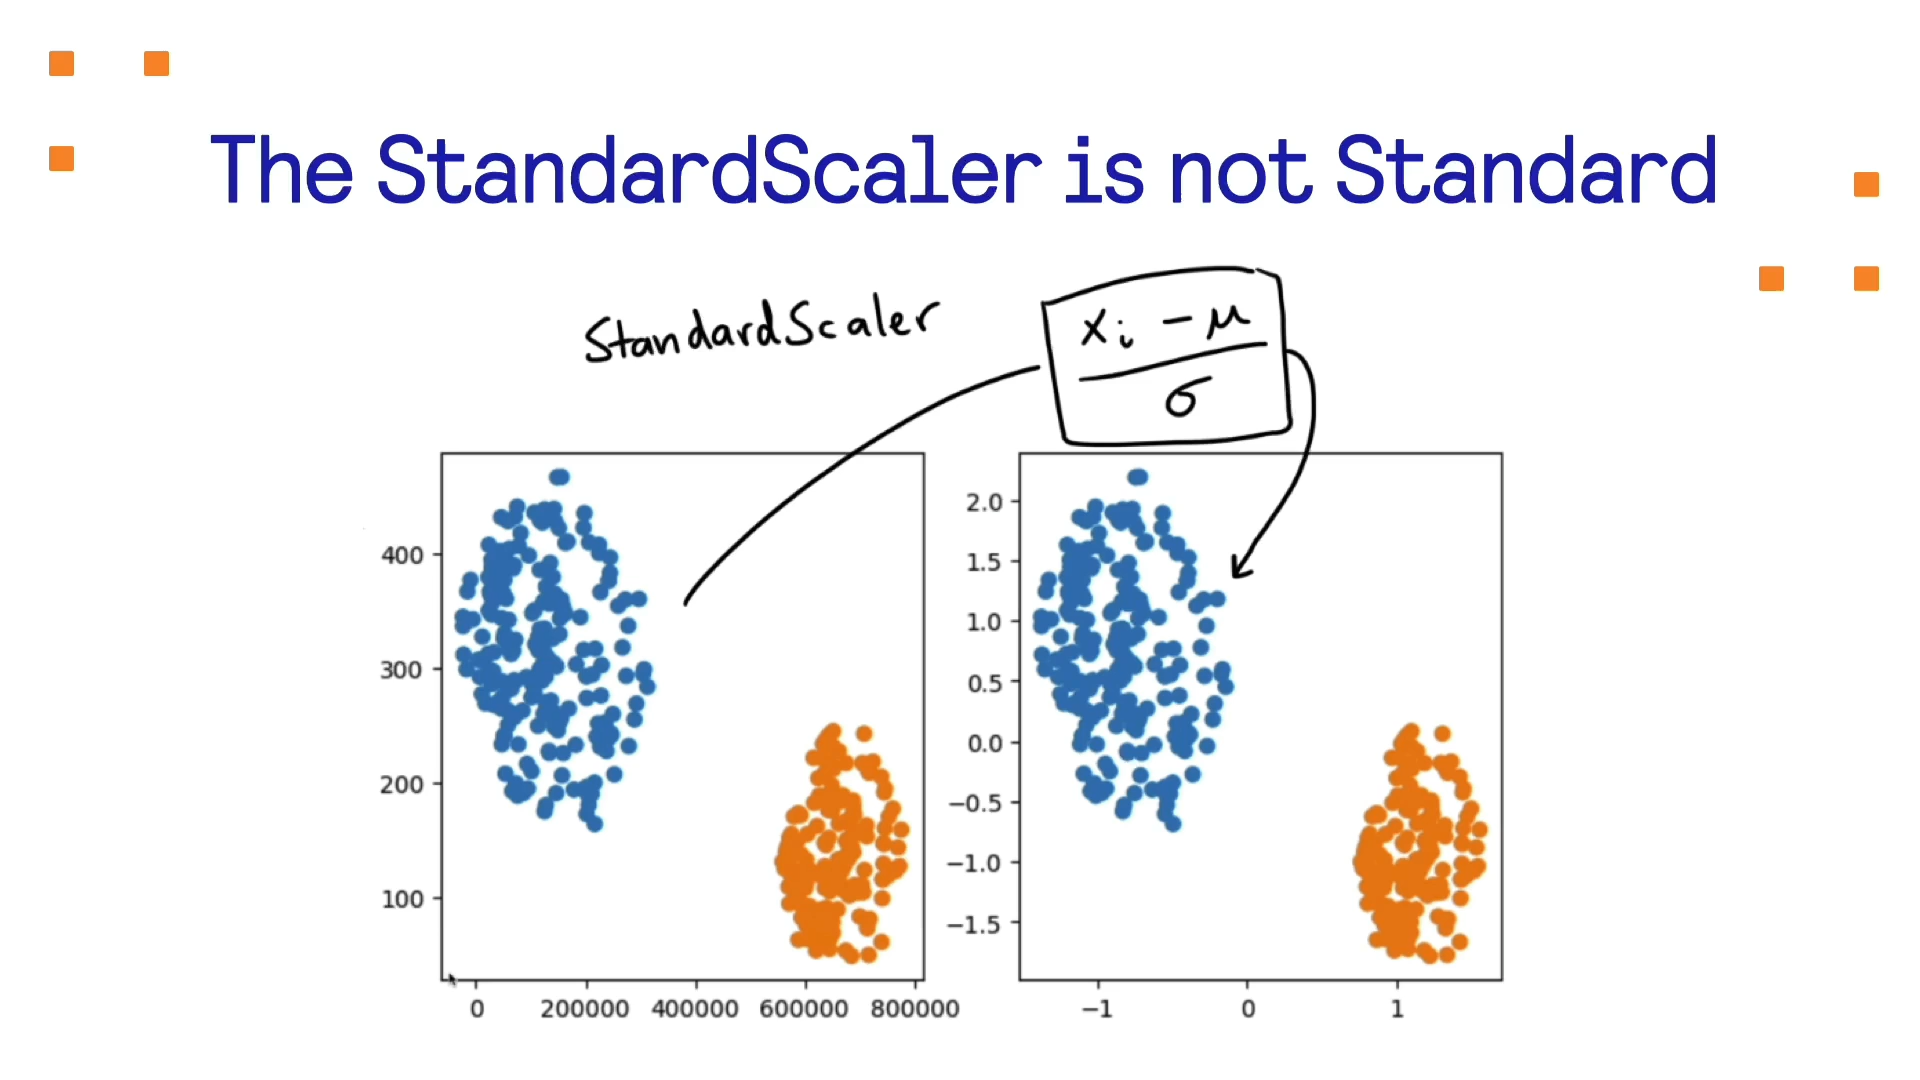 The StandardScaler is not Standard
StandardScaler
xᵢ − μ
σ
400
300
200
100
0 200000 400000 600000 800000
2.0
1.5
1.0
0.5
0.0
−0.5
−1.0
−1.5
−1 0 1